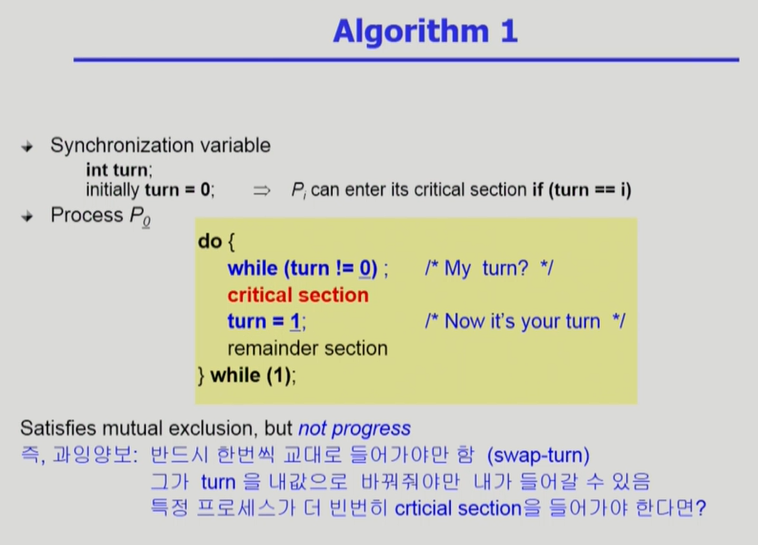 Algorithm 1
Synchronization variable
int turn;
initially turn = 0; ⇒ Pi can enter its critical section if (turn == i)
Process P0
do {
while (turn != 0) ; /* My turn? */
critical section
turn = 1; /* Now it's your turn */
remainder section
} while (1);
Satisfies mutual exclusion, but not progress
즉, 과잉양보: 반드시 한번씩 교대로 들어가야만 함 (swap-turn)
그가 turn 을 내값으로 바꿔줘야만 내가 들어갈 수 있음
특정 프로세스가 더 빈번히 crticial section을 들어가야 한다면?